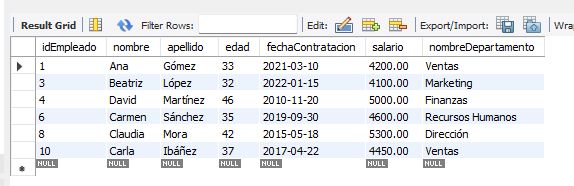 Result Grid Filter Rows: Edit: Export/Import: Wra
idEmpleado nombre apellido edad fechaContratacion salario nombreDepartamento
1 Ana Gómez 33 2021-03-10 4200.00 Ventas
3 Beatriz López 32 2022-01-15 4100.00 Marketing
4 David Martínez 46 2010-11-20 5000.00 Finanzas
6 Carmen Sánchez 35 2019-09-30 4600.00 Recursos Humanos
8 Claudia Mora 42 2015-05-18 5300.00 Dirección
10 Carla Ibáñez 37 2017-04-22 4450.00 Ventas
NULL NULL NULL NULL NULL NULL NULL